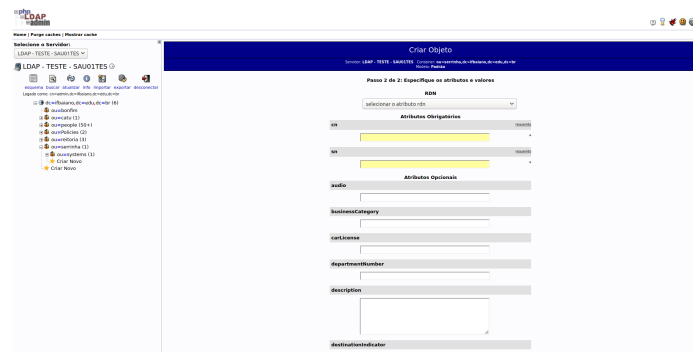 php
LDAP
admin
Home | Purge caches | Mostrar cache
Selecione o Servidor:
LDAP - TESTE - SAU01TES
LDAP - TESTE - SAU01TES
esquema buscar atualizar info importar exportar desconectar
Logado como: cn=admin,dc=ifbaiano,dc=edu,dc=br
dc=ifbaiano,dc=edu,dc=br (6)
ou=bonfim
ou=catu (1)
ou=people (50+)
ou=Policies (2)
ou=reitoria (3)
ou=serrinha (1)
ou=systems (1)
Criar Novo
Criar Novo
Criar Objeto
Servidor: LDAP - TESTE - SAU01TES Container: ou=serrinha,dc=ifbaiano,dc=edu,dc=br
Modelo: Padrão
Passo 2 de 2: Especifique os atributos e valores
RDN
selecionar o atributo rdn
Atributos Obrigatórios
cn
*
sn
*
Atributos Opcionais
audio
businessCategory
carLicense
departmentNumber
description
destinationIndicator